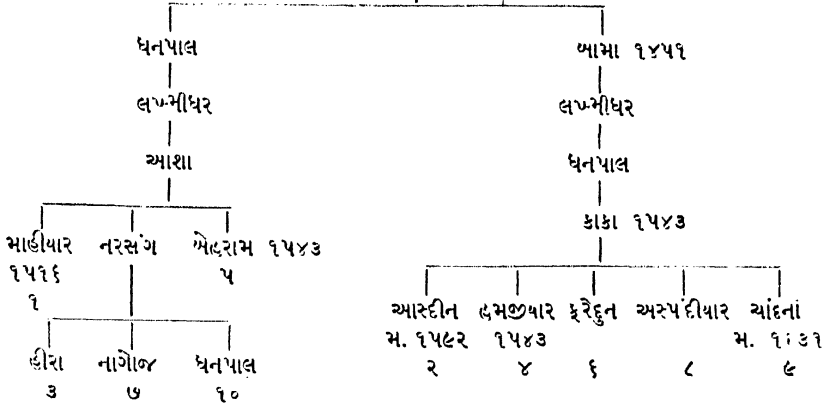 ધનપાલ બામા ૧૪૫૧
લખ્મીધર લખ્મીધર
આશા ધનપાલ
કાકા ૧૫૪૩
માહીયાર નરસંગ બેહરામ ૧૫૪૩
૧૫૧૬ ૫
૧
આસ્દીન હમજીયાર ફરેદુન અસ્પંદીયાર ચાંદનાં
મ. ૧૫૯૨ ૧૫૪૩ મ.
હીરા નાગોજ ધનપાલ ૨ ૪ ૬ ૮ ૯
૩ ૭ ૧૦